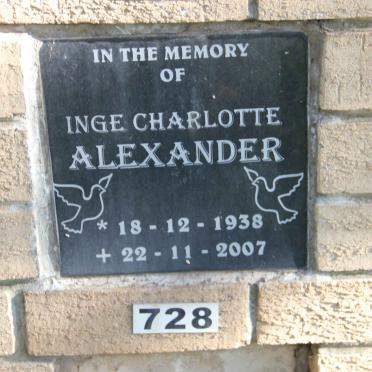 IN THE MEMORY
OF
INGE CHARLOTTE
ALEXANDER
* 18 - 12 - 1938
+ 22 - 11 - 2007
728